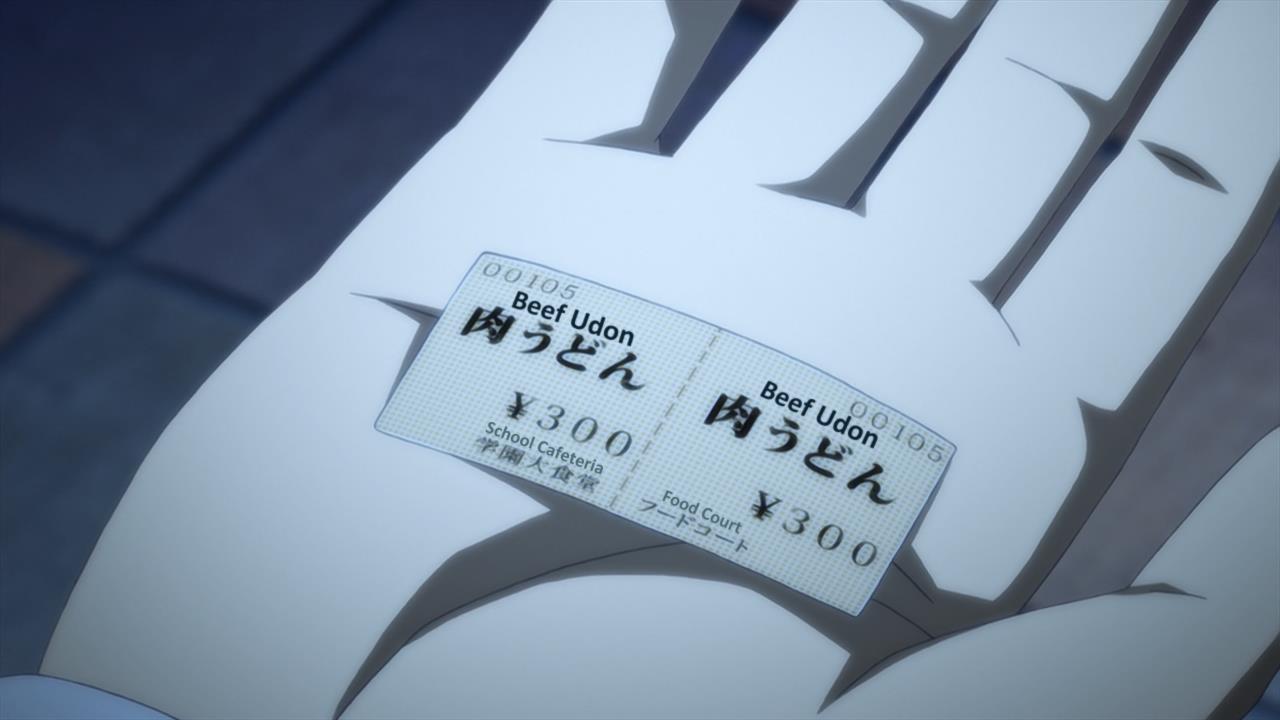 00105
Beef Udon
肉うどん
¥300
School Cafeteria
学園大食堂
00105
Beef Udon
肉うどん
¥300
Food Court
フードコート